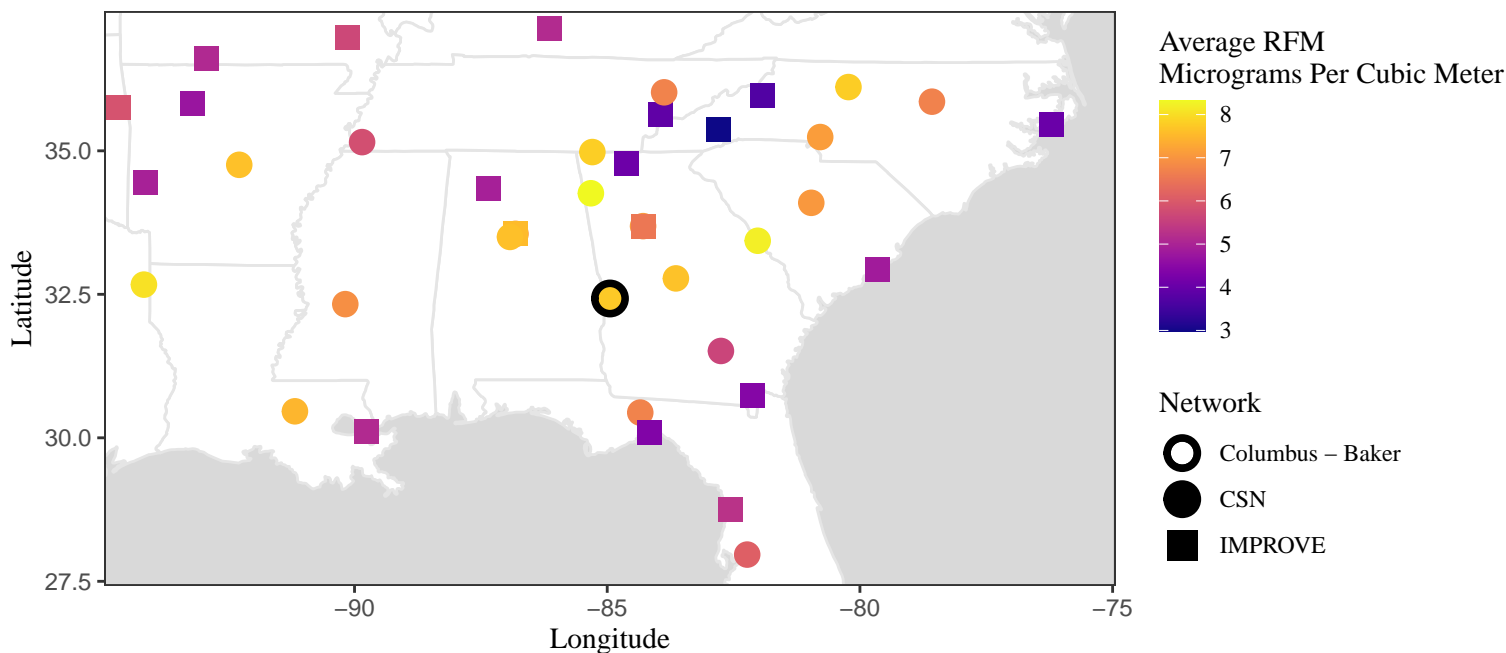 Average RFM
Micrograms Per Cubic Meter
8
7
6
5
4
3
Network
Columbus – Baker
CSN
IMPROVE
Latitude
35.0
32.5
30.0
27.5
−90
−85
−80
−75
Longitude